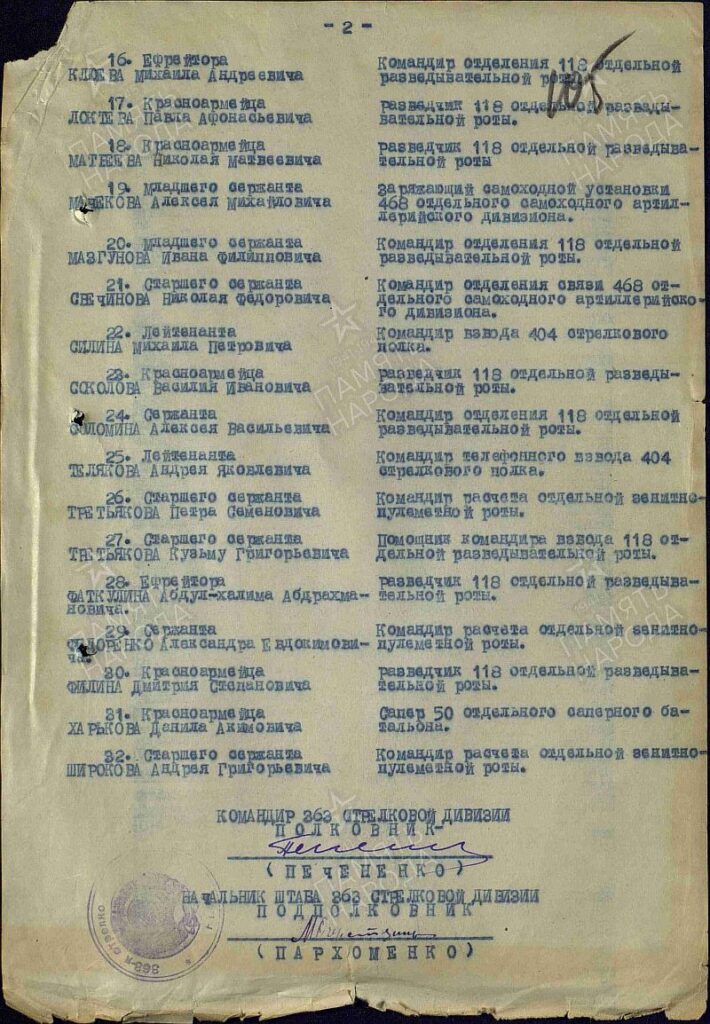 - 2 -
105
16. Ефрейтора
КЛЮЕВА Михаила Андреевича
Командир отделения 118 отдельной
разведывательной роты.
17. Красноармейца
ЛОКТЕВА Павла Афонасьевича
разведчик 118 отдельной разведы-
вательной роты.
18. Красноармейца
МАТВЕЕВА Николая Матвеевича
разведчик 118 отдельной разведыва-
тельной роты
19. Младшего сержанта
Алексея Михайловича
заряжающий самоходной установки
468 отдельного самоходного артил-
лерийского дивизиона.
20. Младшего сержанта
МАЗГУНОВА Ивана Филипповича
Командир отделения 118 отдельной
разведывательной роты.
21. Старшего сержанта
СВЕЧИНОВА Николая Федоровича
Командир отделения связи 468 от-
дельного самоходного артиллерийско-
го дивизиона.
22. Лейтенанта
СИЛИНА Михаила Петровича
Командир взвода 404 стрелкового
полка.
23. Красноармейца
СОКОЛОВА Василия Ивановича
разведчик 118 отдельной разведы-
вательной роты.
24. Сержанта
СОЛОМИНА Алексея Васильевича
Командир отделения 118 отдельной
разведывательной роты.
25. Лейтенанта
ТЕЛЯКОВА Андрея Яковлевича
Командир телефонного взвода 404
стрелкового полка.
26. Старшего сержанта
ТРЕТЬЯКОВА Петра Семеновича
Командир расчета отдельной зенитно-
пулеметной роты.
27. Старшего сержанта
ТРЕТЬЯКОВА Кузьму Григорьевича
Помощник командира взвода 118 от-
дельной разведывательной роты.
28. Ефрейтора
ФАТКУЛИНА Абдул-халима Абдрахма-
новича.
разведчик 118 отдельной разведыва-
тельной роты.
29. Сержанта
Александра Евдокимови-
ча.
Командир расчета отдельной зенитно-
пулеметной роты.
30. Красноармейца
ФИЛИНА Дмитрия Степановича
разведчик 118 отдельной разведыва-
тельной роты.
31. Красноармейца
ХАРЬКОВА Данила Акимовича
Сапер 50 отдельного саперного ба-
тальона.
32. Старшего сержанта
ШИРОКОВА Андрея Григорьевича
Командир расчета отдельной зенитно-
пулеметной роты.
КОМАНДИР 363 СТРЕЛКОВОЙ ДИВИЗИИ
ПОЛКОВНИК-
(ПЕЧЕНЕНКО)
НАЧАЛЬНИК ШТАБА 363 СТРЕЛКОВОЙ ДИВИЗИИ
ПОДПОЛКОВНИК
(ПАРХОМЕНКО)
ПАМЯТЬ
НАРОДА